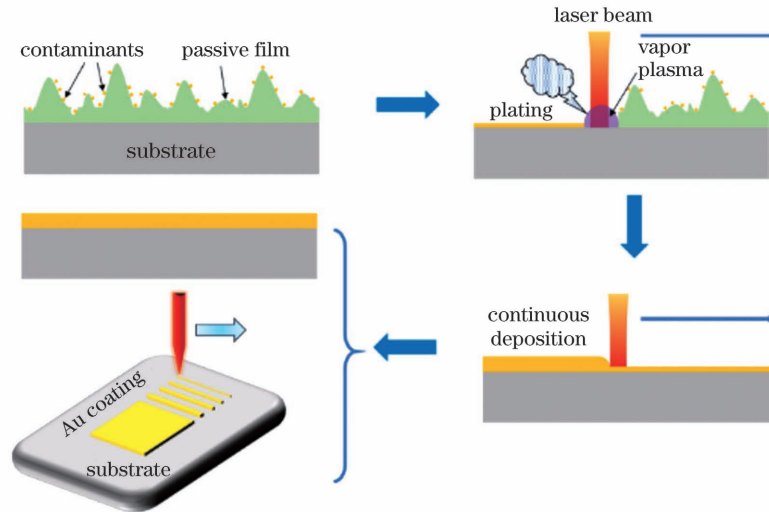 contaminants
passive film
substrate
laser beam
vapor
plasma
plating
continuous
deposition
Au coating
substrate